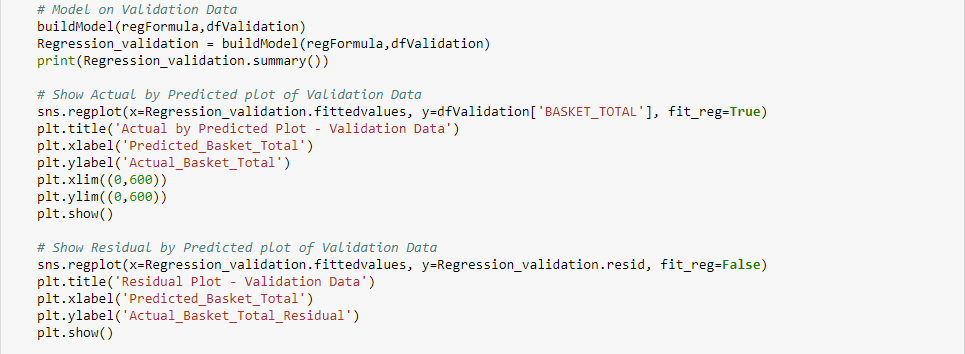 # Model on Validation Data
buildModel(regFormula,dfValidation)
Regression_validation = buildModel(regFormula,dfValidation)
print(Regression_validation.summary())
# Show Actual by Predicted plot of Validation Data
sns.regplot(x=Regression_validation.fittedvalues, y=dfValidation['BASKET_TOTAL'], fit_reg=True)
plt.title('Actual by Predicted Plot - Validation Data')
plt.xlabel('Predicted_Basket_Total')
plt.ylabel('Actual_Basket_Total')
plt.xlim((0,600))
plt.ylim((0,600))
plt.show()
# Show Residual by Predicted plot of Validation Data
sns.regplot(x=Regression_validation.fittedvalues, y=Regression_validation.resid, fit_reg=False)
plt.title('Residual Plot - Validation Data')
plt.xlabel('Predicted_Basket_Total')
plt.ylabel('Actual_Basket_Total_Residual')
plt.show()